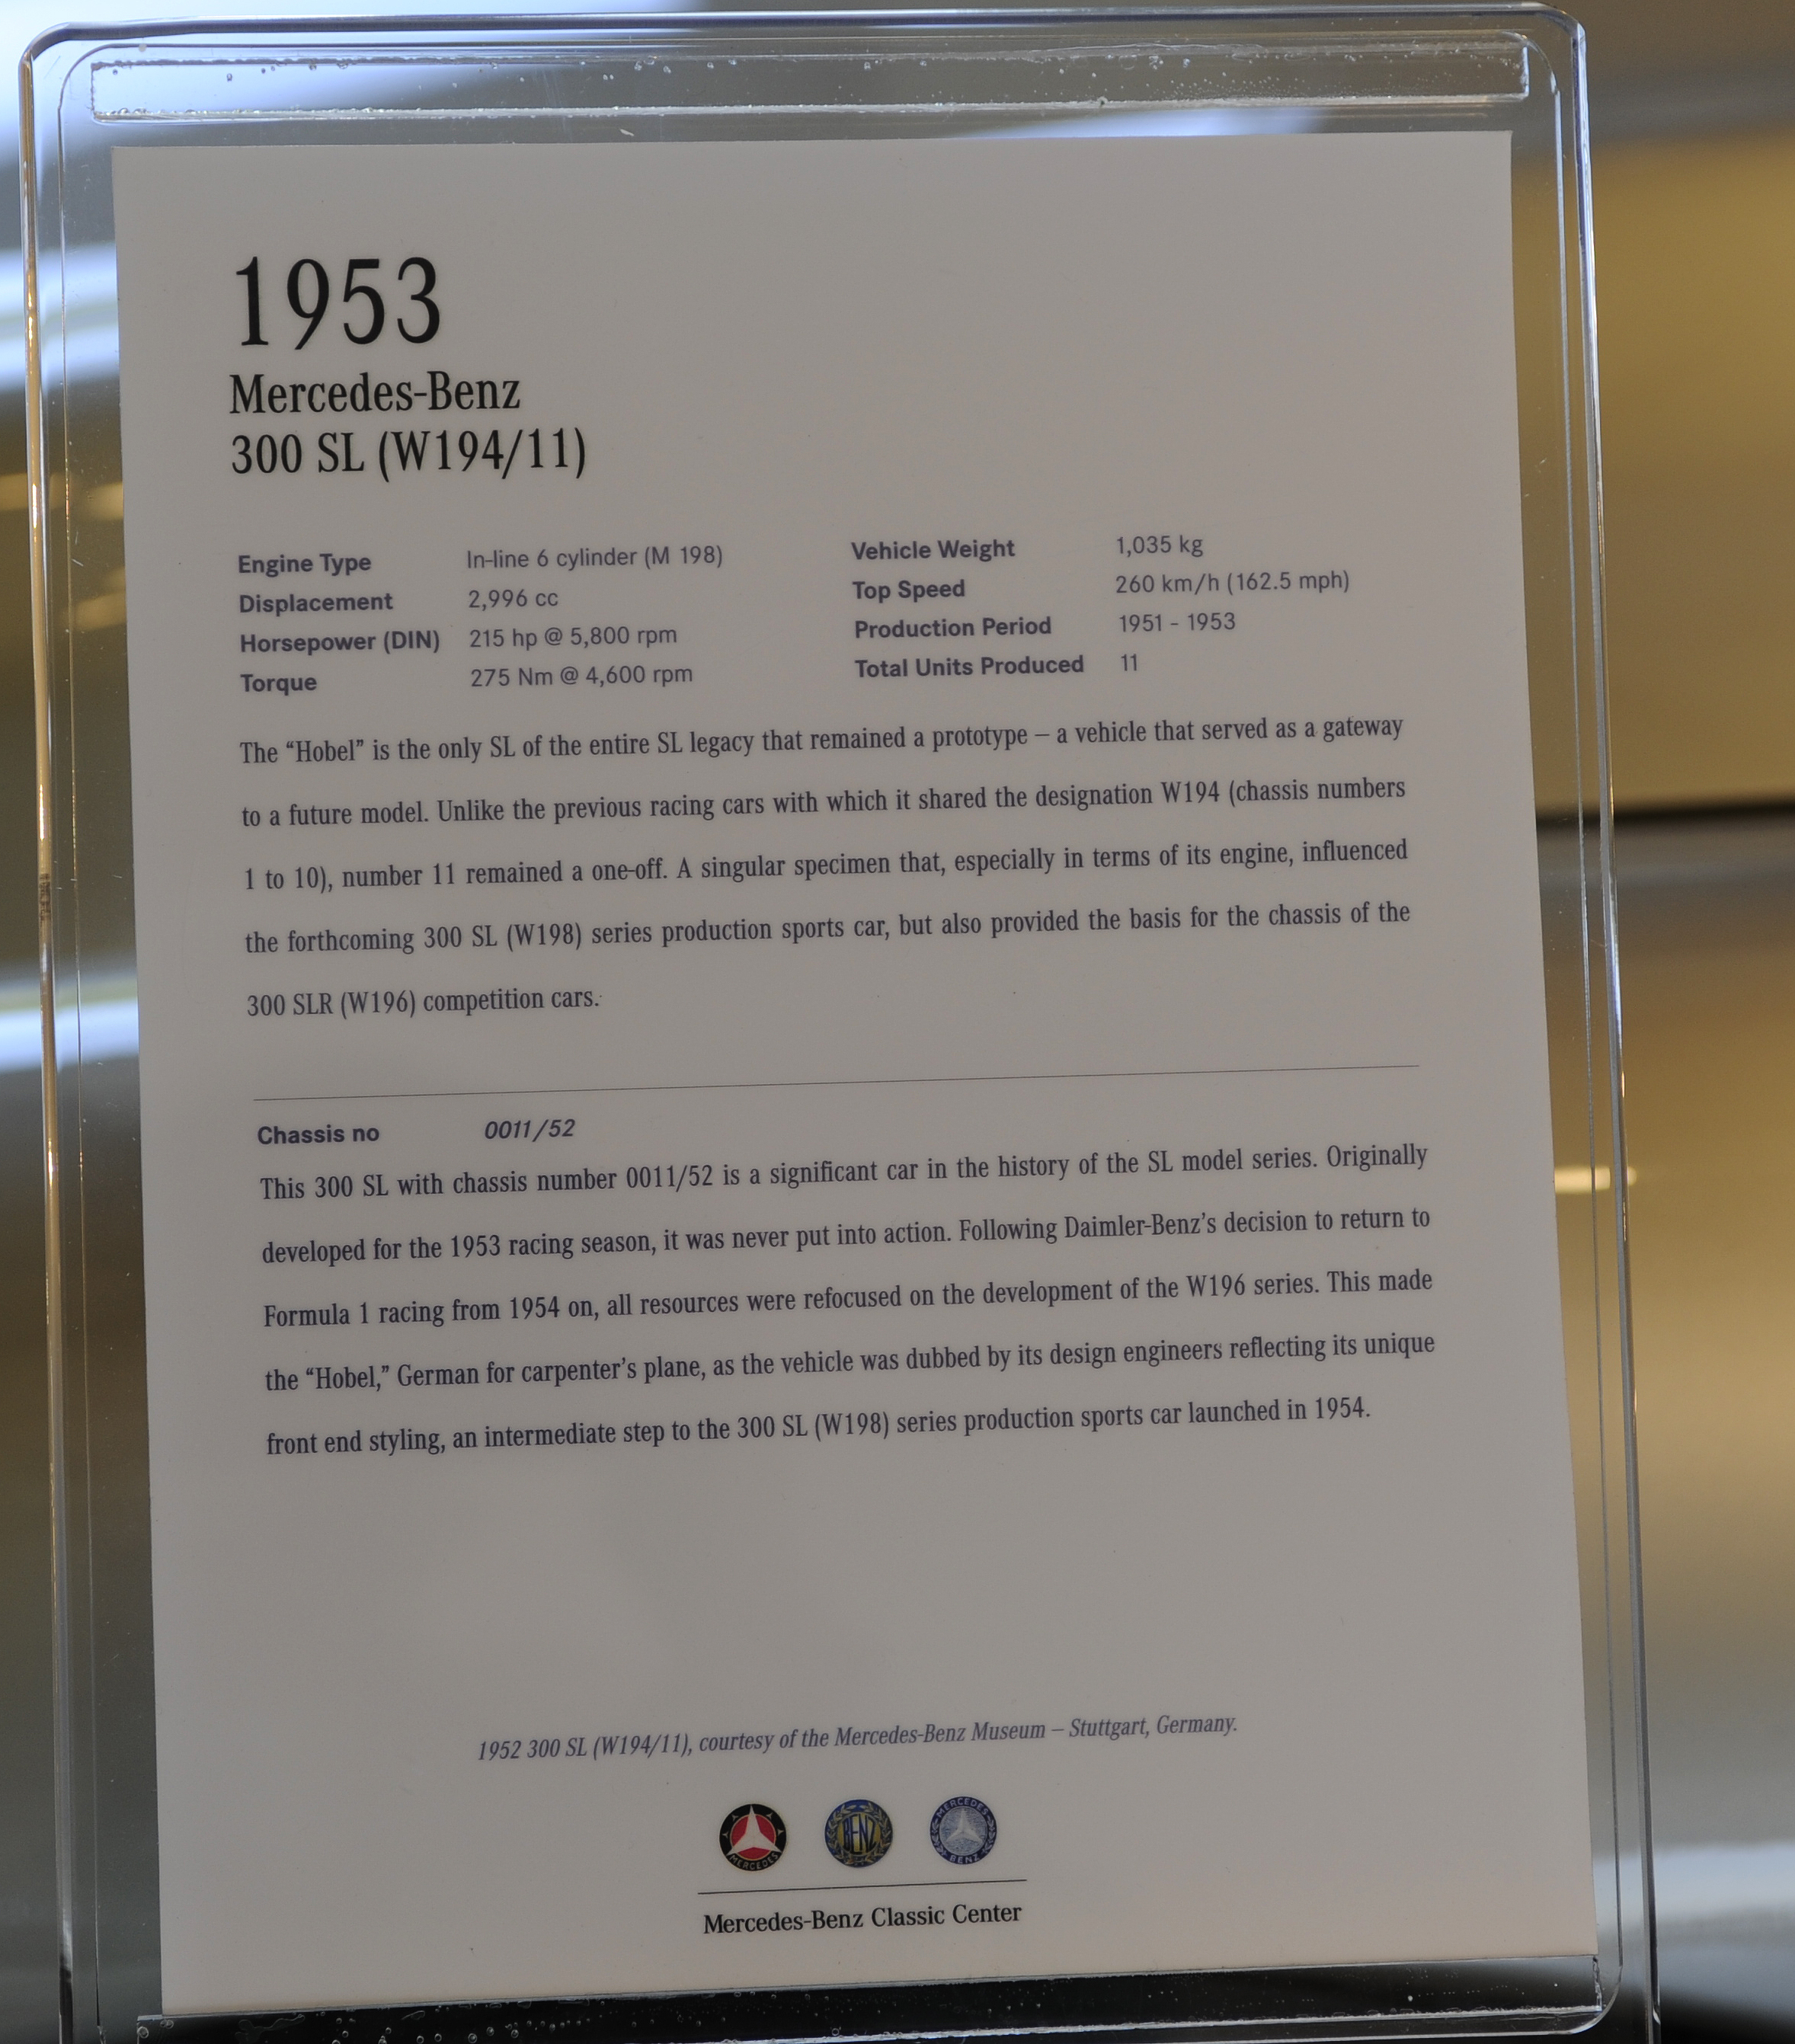 1953
Mercedes-Benz
300 SL (W194/11)
Engine Type In-line 6 cylinder (M 198)
Displacement 2,996 cc
Horsepower (DIN) 215 hp @ 5,800 rpm
Torque 275 Nm @ 4,600 rpm
Vehicle Weight 1,035 kg
Top Speed 260 km/h (162.5 mph)
Production Period 1951 - 1953
Total Units Produced 11
The “Hobel” is the only SL of the entire SL legacy that remained a prototype – a vehicle that served as a gateway
to a future model. Unlike the previous racing cars with which it shared the designation W194 (chassis numbers
1 to 10), number 11 remained a one-off. A singular specimen that, especially in terms of its engine, influenced
the forthcoming 300 SL (W198) series production sports car, but also provided the basis for the chassis of the
300 SLR (W196) competition cars.
Chassis no 0011/52
This 300 SL with chassis number 0011/52 is a significant car in the history of the SL model series. Originally
developed for the 1953 racing season, it was never put into action. Following Daimler-Benz’s decision to return to
Formula 1 racing from 1954 on, all resources were refocused on the development of the W196 series. This made
the “Hobel,” German for carpenter’s plane, as the vehicle was dubbed by its design engineers reflecting its unique
front end styling, an intermediate step to the 300 SL (W198) series production sports car launched in 1954.
1952 300 SL (W194/11), courtesy of the Mercedes-Benz Museum – Stuttgart, Germany.
MERCEDES
BENZ
MERCEDES BENZ
Mercedes-Benz Classic Center